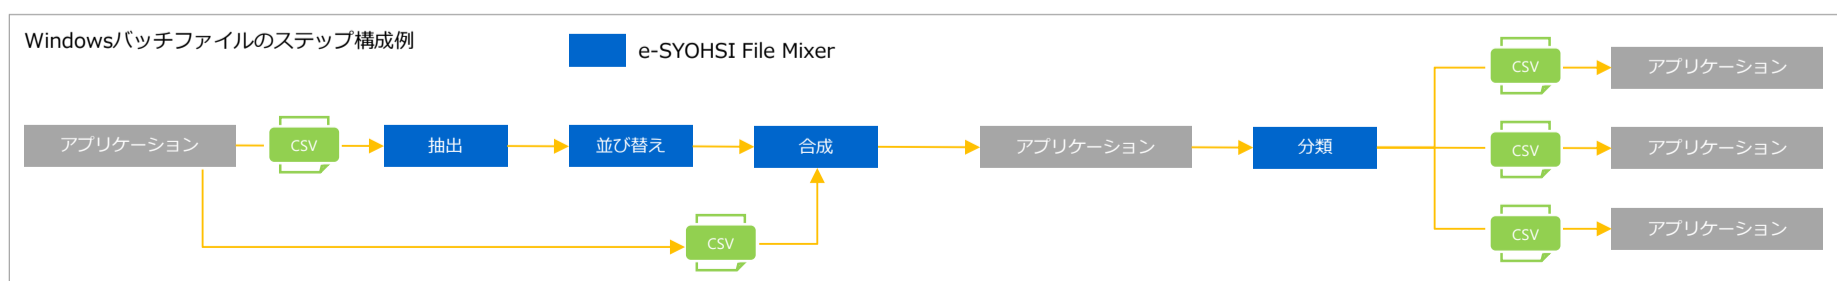 Windowsバッチファイルのステップ構成例
e-SYOHSI File Mixer
アプリケーション
CSV
抽出
並び替え
合成
アプリケーション
分類
CSV
アプリケーション
CSV
アプリケーション
CSV
アプリケーション
CSV